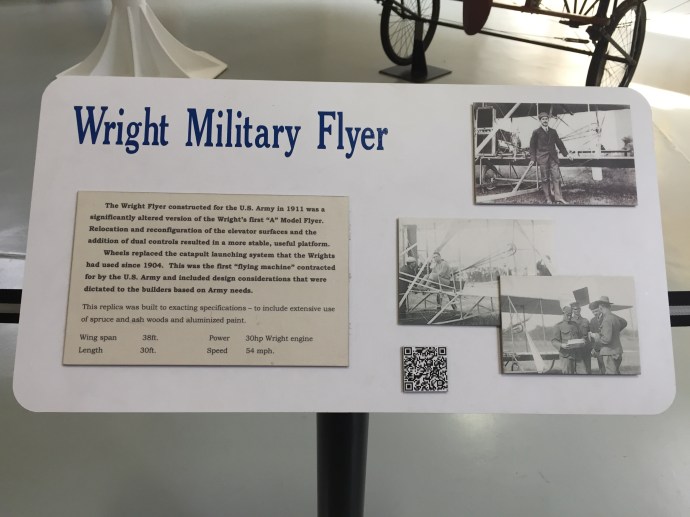 Wright Military Flyer
The Wright Flyer constructed for the U.S. Army in 1911 was a
significantly altered version of the Wright's first "A" Model Flyer.
Relocation and reconfiguration of the elevator surfaces and the
addition of dual controls resulted in a more stable, useful platform.
Wheels replaced the catapult launching system that the Wrights
had used since 1904. This was the first "flying machine" contracted
for by the U.S. Army and included design considerations that were
dictated to the builders based on Army needs.
This replica was built to exacting specifications – to include extensive use
of spruce and ash woods and aluminized paint.
Wing span 38ft. Power 30hp Wright engine
Length 30ft. Speed 54 mph.